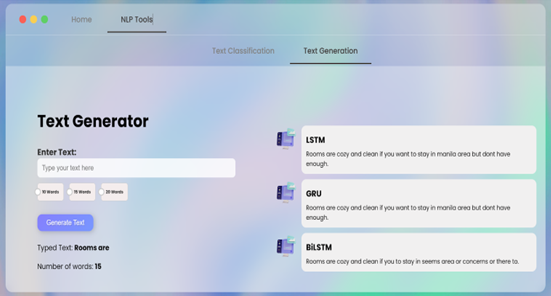 Home NLP Tools
Text Classification Text Generation
Text Generator
Enter Text:
Type your text here
10 Words 15 Words 20 Words
Generate Text
Typed Text: Rooms are
Number of words: 15
LSTM
Rooms are cozy and clean if you want to stay in manila area but dont have
enough.
GRU
Rooms are cozy and clean if you want to stay in manila area but dont have
enough.
BiLSTM
Rooms are cozy and clean if you to stay in seems area or concerns or there to.